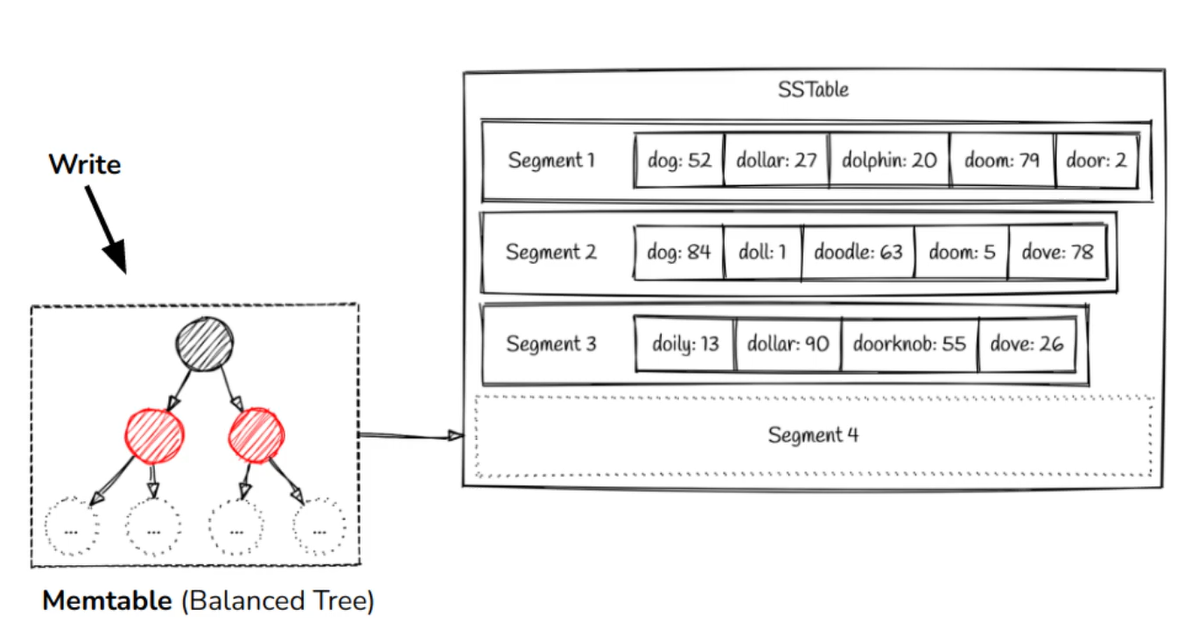 SSTable
Write
Segment 1 dog: 52 dollar: 27 dolphin: 20 doom: 79 door: 2
Segment 2 dog: 84 doll: 1 doodle: 63 doom: 5 dove: 78
Segment 3 doily: 13 dollar: 90 doorknob: 55 dove: 26
Segment 4
... ... ... ...
Memtable (Balanced Tree)